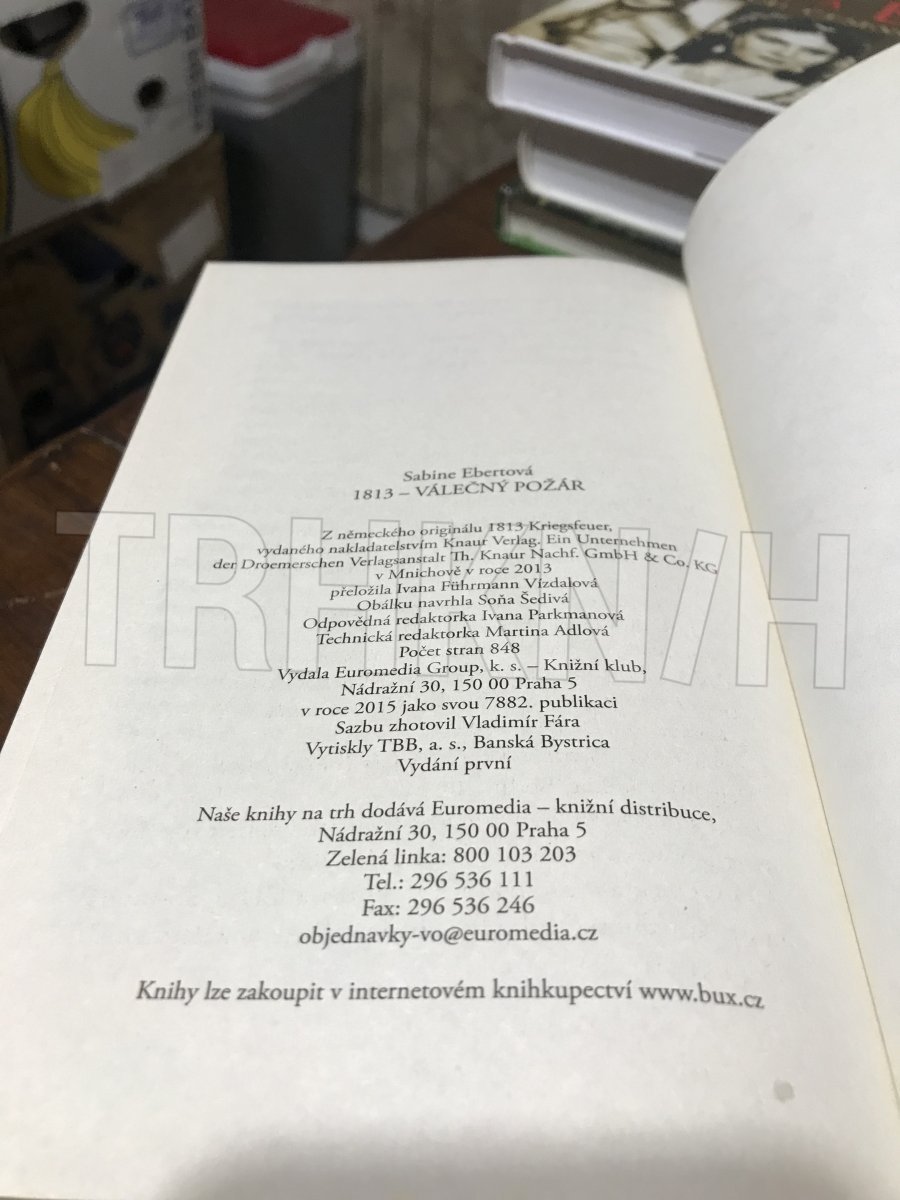 Sabine Ebertová
1813 – VÁLEČNÝ POŽÁR
Z německého originálu 1813 Kriegsfeuer,
vydaného nakladatelstvím Knaur Verlag. Ein Unternehmen
der Droemerschen Verlagsanstalt Th. Knaur Nachf. GmbH & Co. KG
v Mnichově v roce 2013
přeložila Ivana Führmann Vízdalová
Obálku navrhla Soňa Šedivá
Odpovědná redaktorka Ivana Parkmanová
Technická redaktorka Martina Adlová
Počet stran 848
Vydala Euromedia Group, k. s. – Knižní klub,
Nádražní 30, 150 00 Praha 5
v roce 2015 jako svou 7882. publikaci
Sazbu zhotovil Vladimír Fára
Vytiskly TBB, a. s., Banská Bystrica
Vydání první
Naše knihy na trh dodává Euromedia – knižní distribuce,
Nádražní 30, 150 00 Praha 5
Zelená linka: 800 103 203
Tel.: 296 536 111
Fax: 296 536 246
objednavky-vo@euromedia.cz
Knihy lze zakoupit v internetovém knihkupectví www.bux.cz
TRHKNIH